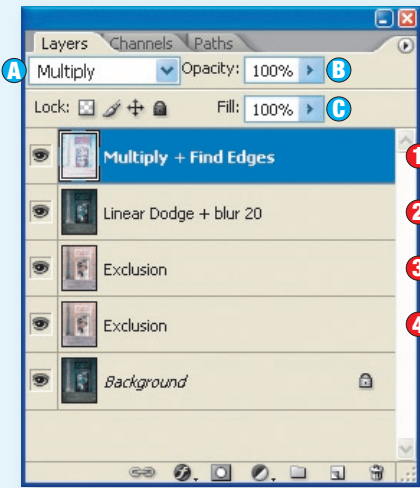 Layers Channels Paths
A Multiply Opacity: 100% B
Lock: Fill: 100% C
Multiply + Find Edges 1
Linear Dodge + blur 20 2
Exclusion 3
Exclusion 4
Background